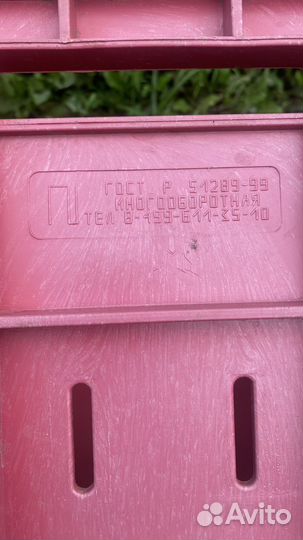 ГОСТ Р 51289-99
МНОГООБОРОТНАЯ
ТЕЛ 8-499-611-35-10
Avito